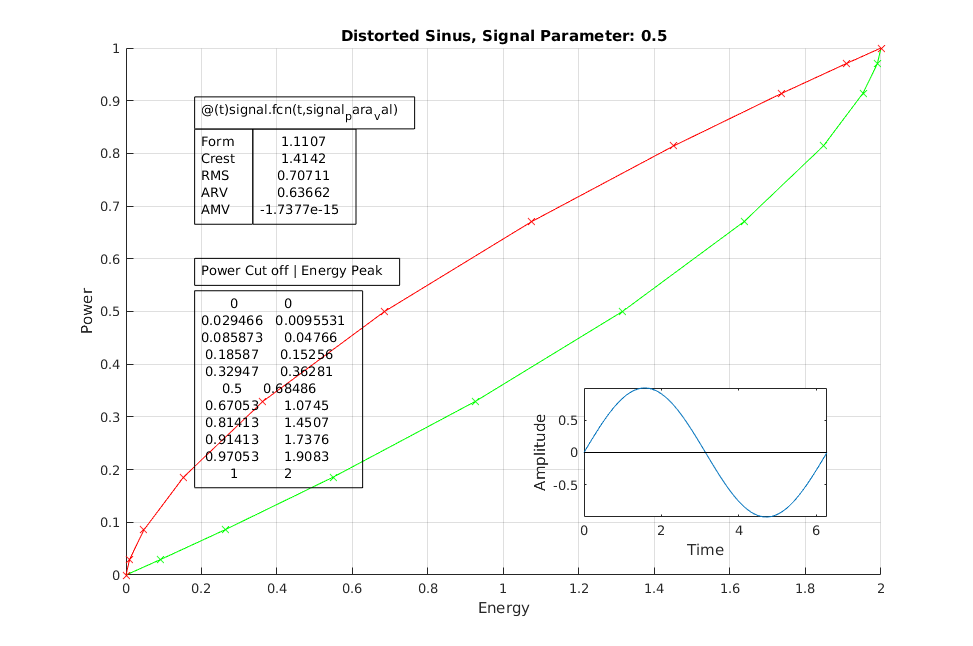 Distorted Sinus, Signal Parameter: 0.5
1
0.9
0.8
0.7
0.6
0.5
0.4
0.3
0.2
0.1
0
Power
@(t)signal.fcn(t,signal_para_val)
Form 1.1107
Crest 1.4142
RMS 0.70711
ARV 0.63662
AMV -1.7377e-15
Power Cut off | Energy Peak
0 0
0.029466 0.0095531
0.085873 0.04766
0.18587 0.15256
0.32947 0.36281
0.5 0.68486
0.67053 1.0745
0.81413 1.4507
0.91413 1.7376
0.97053 1.9083
1 2
0.5
0
-0.5
Amplitude
0 2 4 6
Time
0 0.2 0.4 0.6 0.8 1 1.2 1.4 1.6 1.8 2
Energy